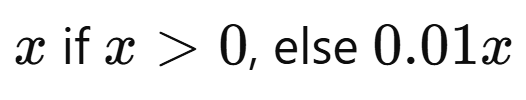 x if x > 0, else 0.01x